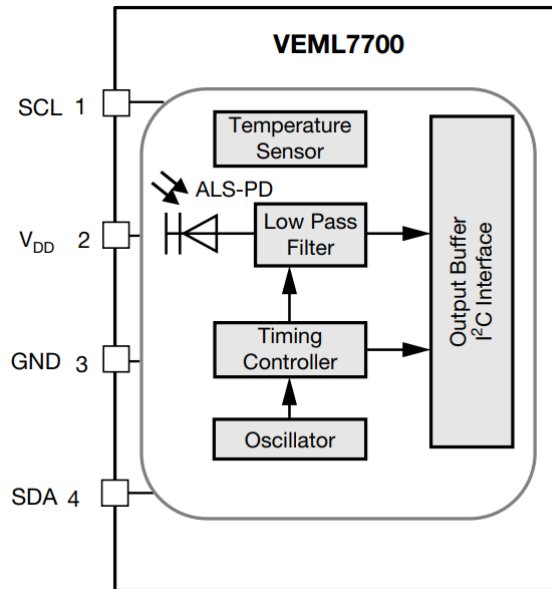 VEML7700
SCL 1
Temperature
Sensor
ALS-PD
V_DD 2
Low Pass
Filter
Output Buffer
I²C Interface
GND 3
Timing
Controller
Oscillator
SDA 4